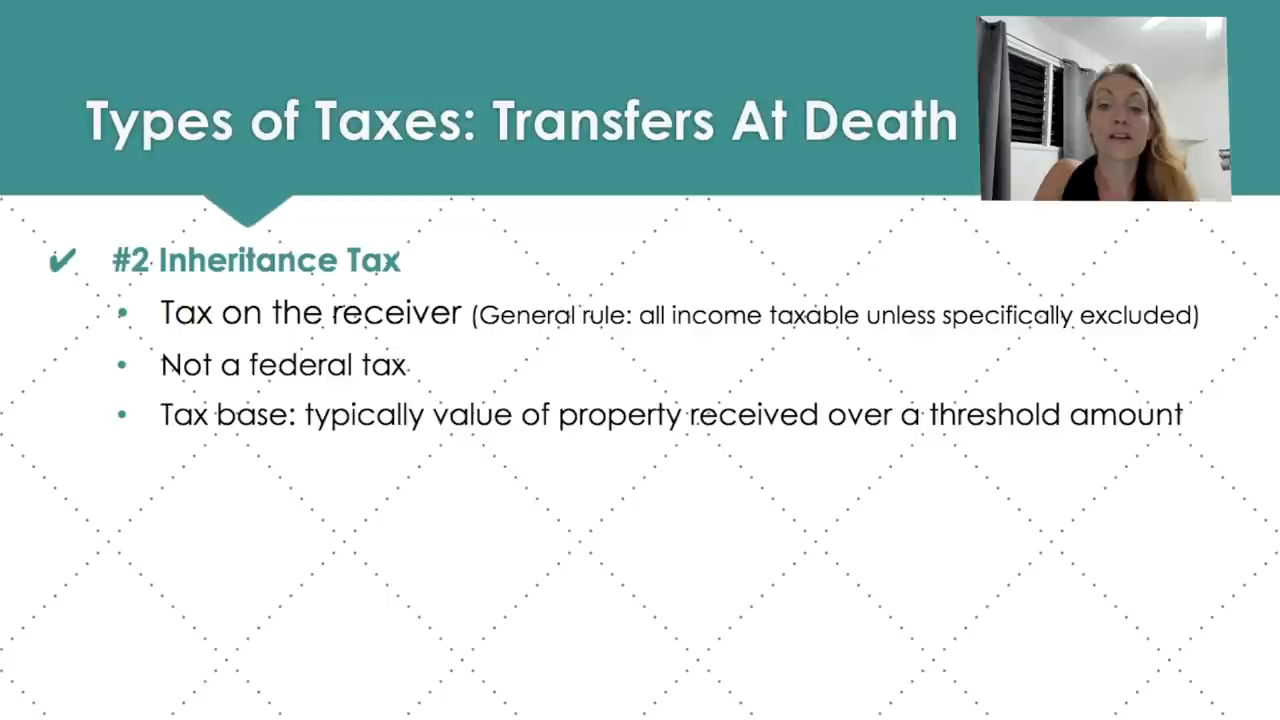 Types of Taxes: Transfers At Death
✔ #2 Inheritance Tax
• Tax on the receiver (General rule: all income taxable unless specifically excluded)
• Not a federal tax
• Tax base: typically value of property received over a threshold amount